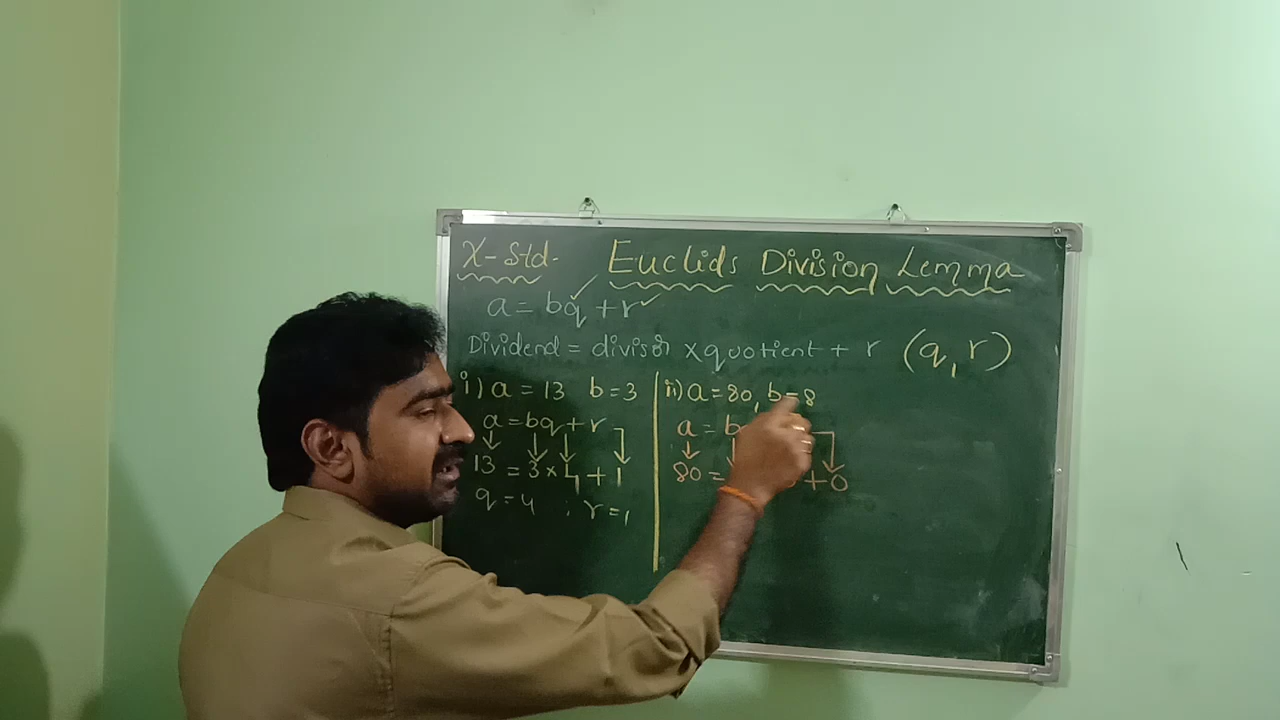 X-Std. Euclids Division Lemma
a = bq + r
Dividend = divisor x quotient + r (q, r)
i) a = 13 b = 3
a = bq + r
13 = 3 × 4 + 1
q = 4 ; r = 1
ii) a = 80, b = 8
a = b
80 = + 0